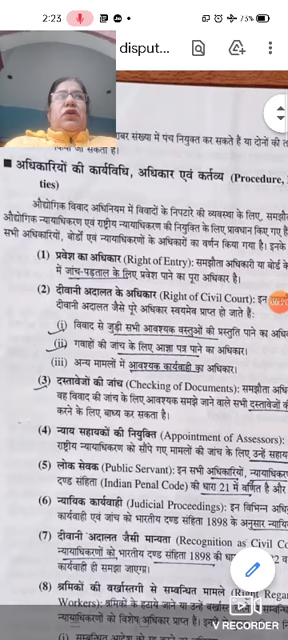 2:23
75%
disput...
बर संख्या में पंच नियुक्त कर सकते हैं या दोनों की
किया जा सकता है।
■ अधिकारियों की कार्यविधि, अधिकार एवं कर्तव्य (Procedure,
ties)
औद्योगिक विवाद अधिनियम में विवादों के निपटारे की व्यवस्था के लिए,
औद्योगिक न्यायाधिकरण एवं राष्ट्रीय न्यायाधिकरण की नियुक्ति के लिए प्रावधान किए गए
सभी अधिकारियों, बोर्डों एवं न्यायाधिकरणों के अधिकारों का वर्णन किया गया है। इनके
(1) प्रवेश का अधिकार (Right of Entry): समझौता अधिकारी या बोर्ड के
में जांच-पड़ताल के लिए प्रवेश पाने का पूरा अधिकार है।
(2) दीवानी अदालत के अधिकार (Right of Civil Court): इन
दीवानी अदालत जैसे पूरे अधिकार स्वयमेव प्राप्त हो जाते हैं:
(i) विवाद से जुड़ी सभी आवश्यक वस्तुओं की प्रस्तुति पाने का
(ii) गवाहों की जांच के लिए आज्ञा पत्र पाने का अधिकार।
(iii) अन्य मामलों में आवश्यक कार्यवाही का अधिकार।
(3) दस्तावेजों की जांच (Checking of Documents): समझौता
वह विवाद की जांच के लिए आवश्यक समझे जाने वाले सभी दस्तावेजों
करने के लिए बाध्य कर सकता है।
(4) न्याय सहायकों की नियुक्ति (Appointment of Assessors):
राष्ट्रीय न्यायाधिकरण को सौंपे गए मामलों की जांच के लिए उन्हें
(5) लोक सेवक (Public Servant): इन सभी अधिकारियों,
दण्ड संहिता (Indian Penal Code) की धारा 21 में वर्णित है और
(6) न्यायिक कार्यवाही (Judicial Proceedings): इन विभिन्न
कार्यवाही एवं जांच को भारतीय दण्ड संहिता 1898 के अनुसार
(7) दीवानी अदालत जैसी मान्यता (Recognition as Civil
न्यायाधिकरणों को भारतीय दण्ड संहिता 1898 की
कार्यवाही ही समझा जाएगा।
(8) श्रमिकों की बर्खास्तगी से सम्बन्धित मामले (Right
Workers): श्रमिकों के हटाये जाने या उन्हें
न्यायाधिकरणों को विशेष अधिकार प्राप्त हैं।
V RECORDER